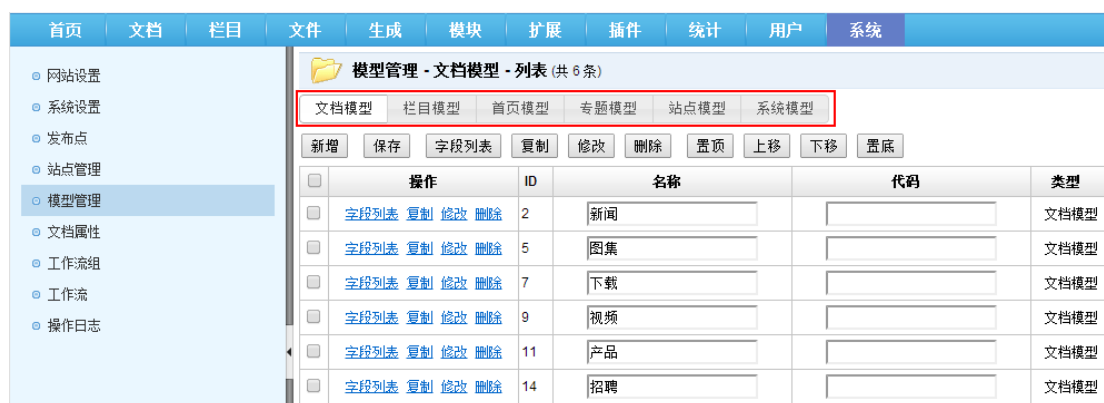 首页 文档 栏目 文件 生成 模块 扩展 插件 统计 用户 系统
网站设置
系统设置
发布点
站点管理
模型管理
文档属性
工作流组
工作流
操作日志
模型管理 - 文档模型 - 列表 (共 6 条)
文档模型 栏目模型 首页模型 专题模型 站点模型 系统模型
新增 保存 字段列表 复制 修改 删除 置顶 上移 下移 置底
操作 ID 名称 代码 类型
字段列表 复制 修改 删除 2 新闻 文档模型
字段列表 复制 修改 删除 5 图集 文档模型
字段列表 复制 修改 删除 7 下载 文档模型
字段列表 复制 修改 删除 9 视频 文档模型
字段列表 复制 修改 删除 11 产品 文档模型
字段列表 复制 修改 删除 14 招聘 文档模型